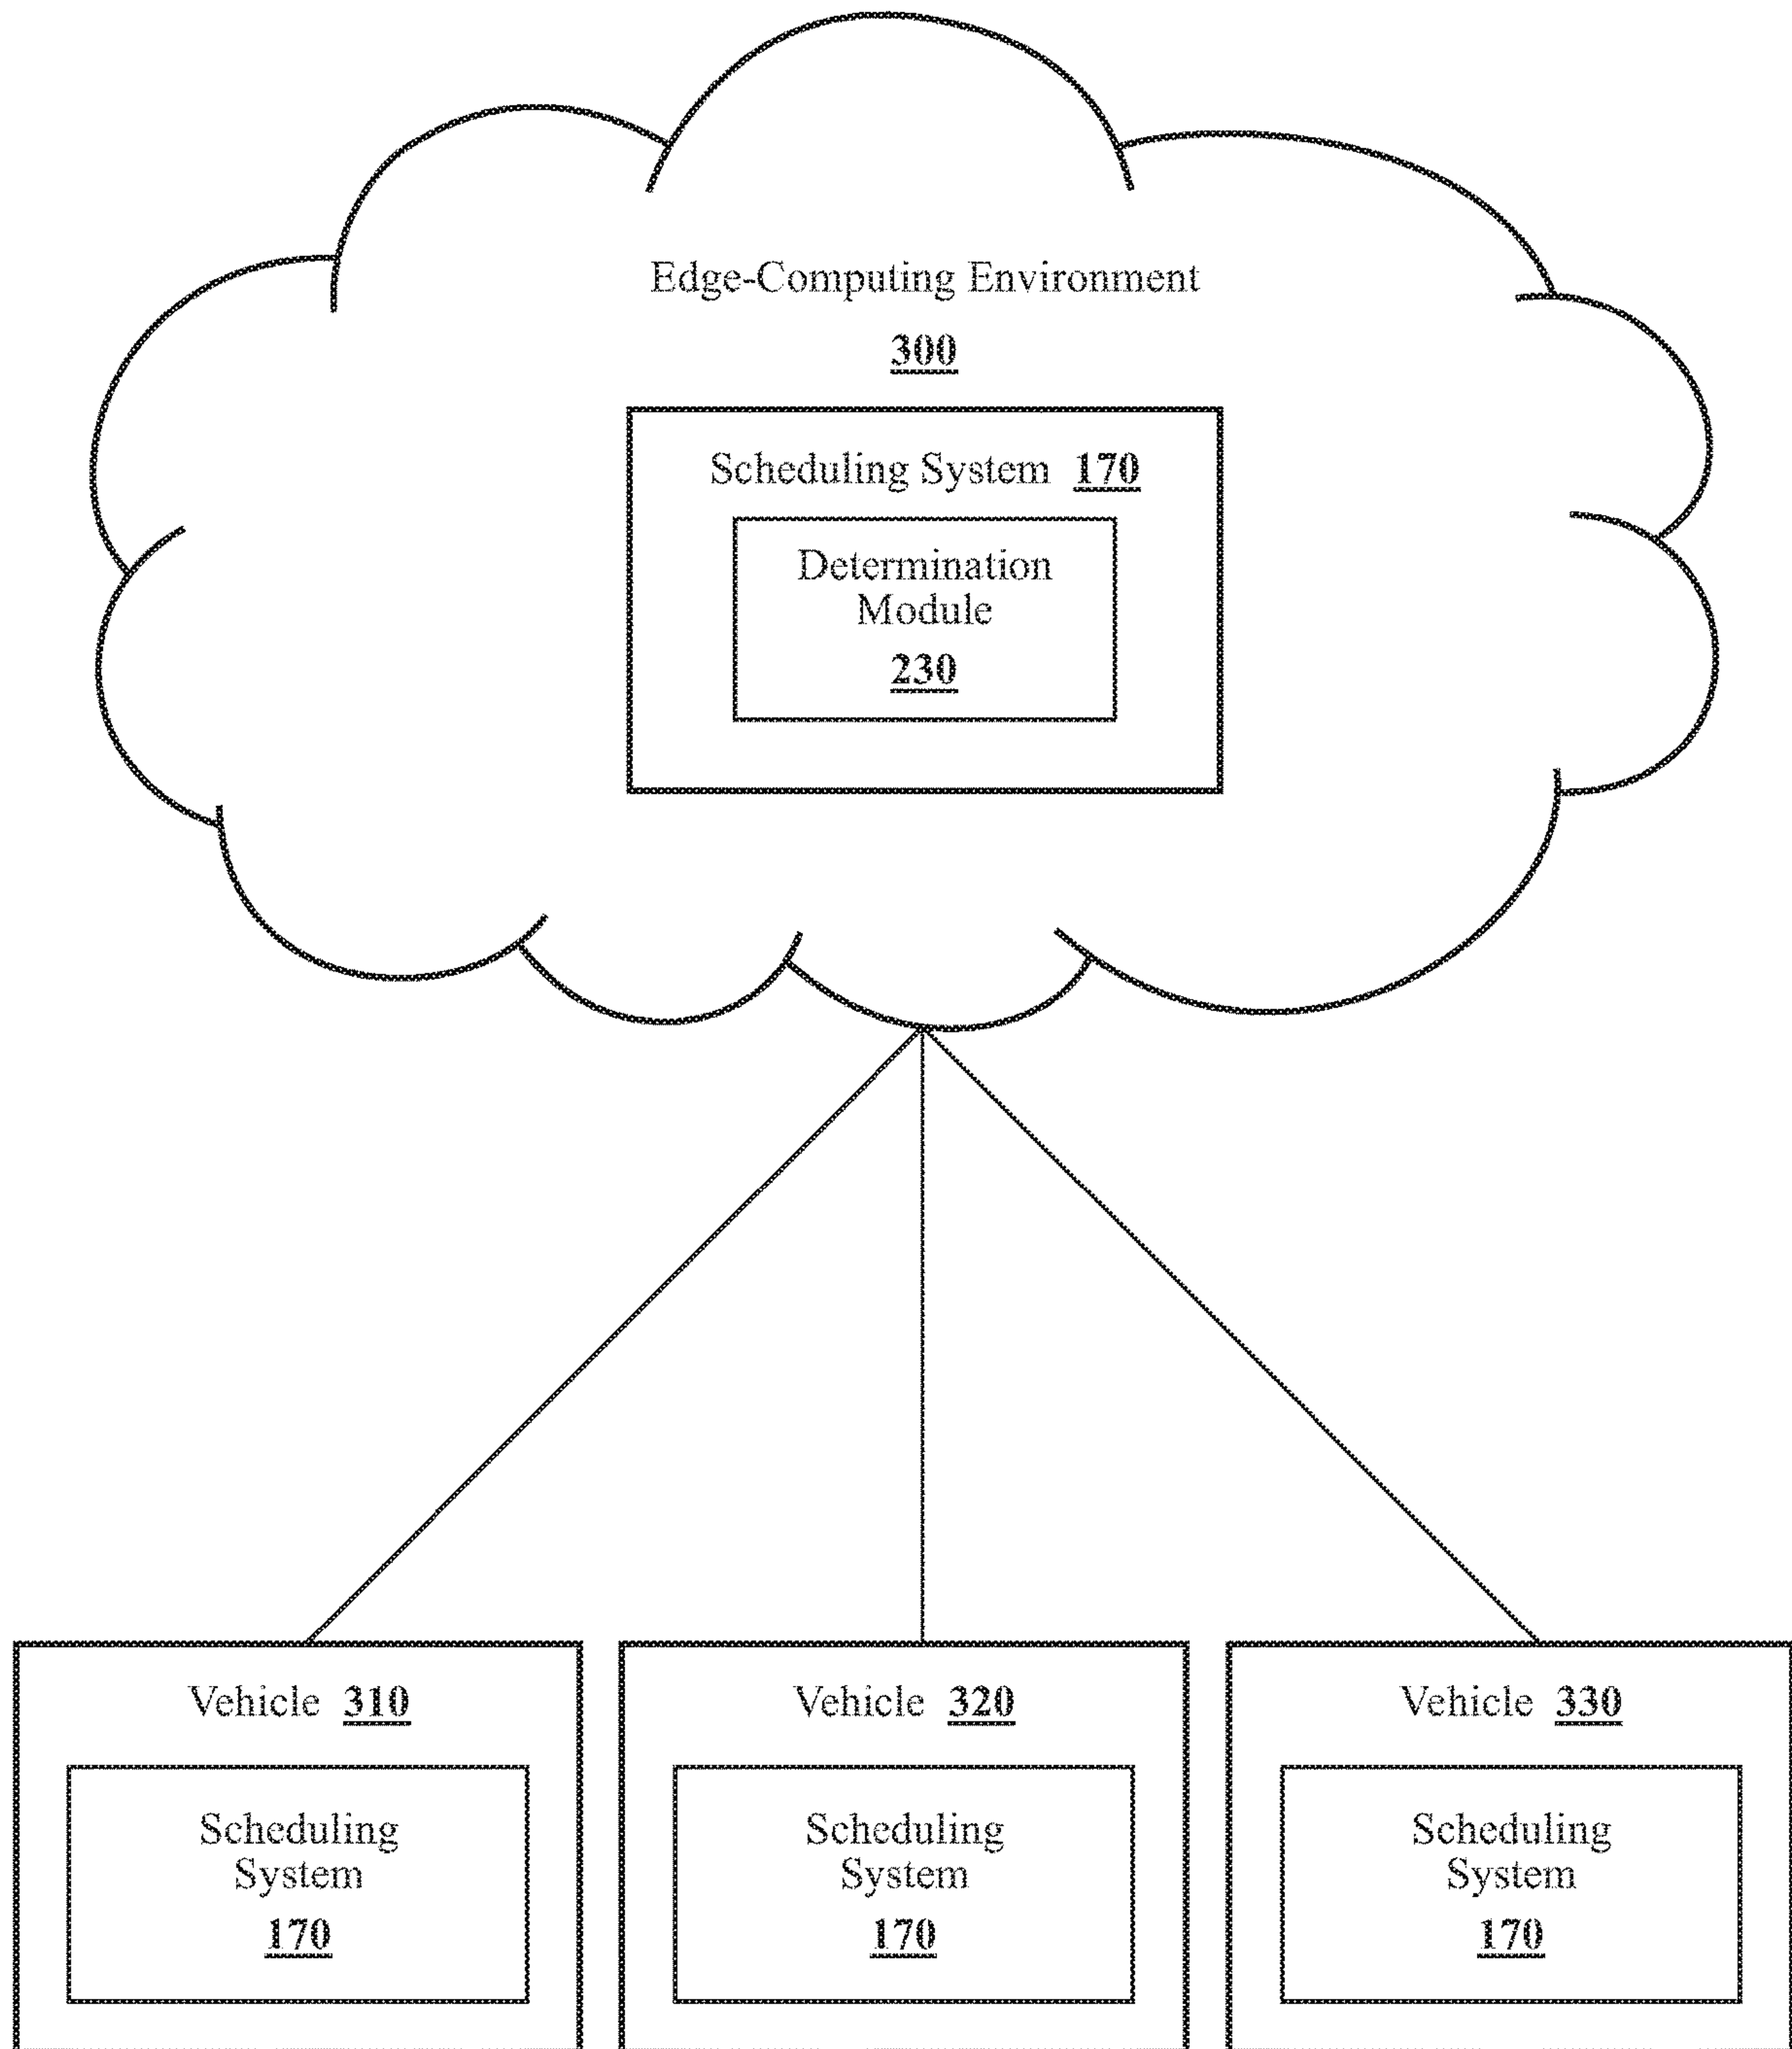 Edge-Computing Environment
300
Scheduling System 170
Determination
Module
230
Vehicle 310
Vehicle 320
Vehicle 330
Scheduling
System
170
Scheduling
System
170
Scheduling
System
170